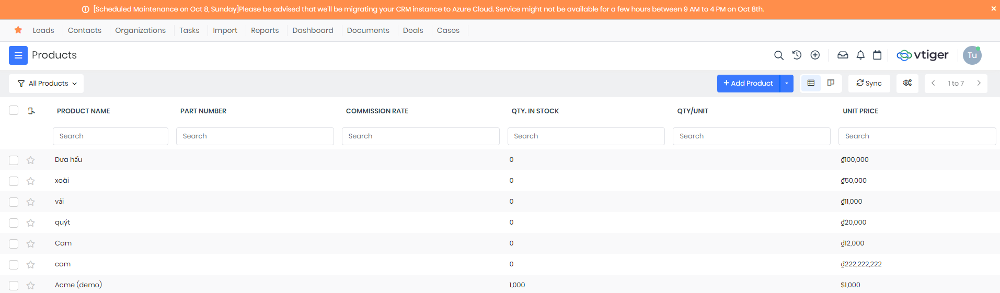 [Scheduled Maintenance on Oct 8, Sunday]Please be advised that we'll be migrating your CRM instance to Azure Cloud. Service might not be available for a few hours between 9 AM to 4 PM on Oct 8th.
Leads Contacts Organizations Tasks Import Reports Dashboard Documents Deals Cases
Products vtiger Tu
All Products + Add Product Sync 1 to 7
PRODUCT NAME PART NUMBER COMMISSION RATE QTY. IN STOCK QTY/UNIT UNIT PRICE
Search Search Search Search Search Search
Dưa hấu 0 ₫100,000
xoài 0 ₫50,000
vải 0 ₫11,000
quýt 0 ₫20,000
Cam 0 ₫12,000
cam 0 ₫222,222,222
Acme (demo) 1,000 $1,000